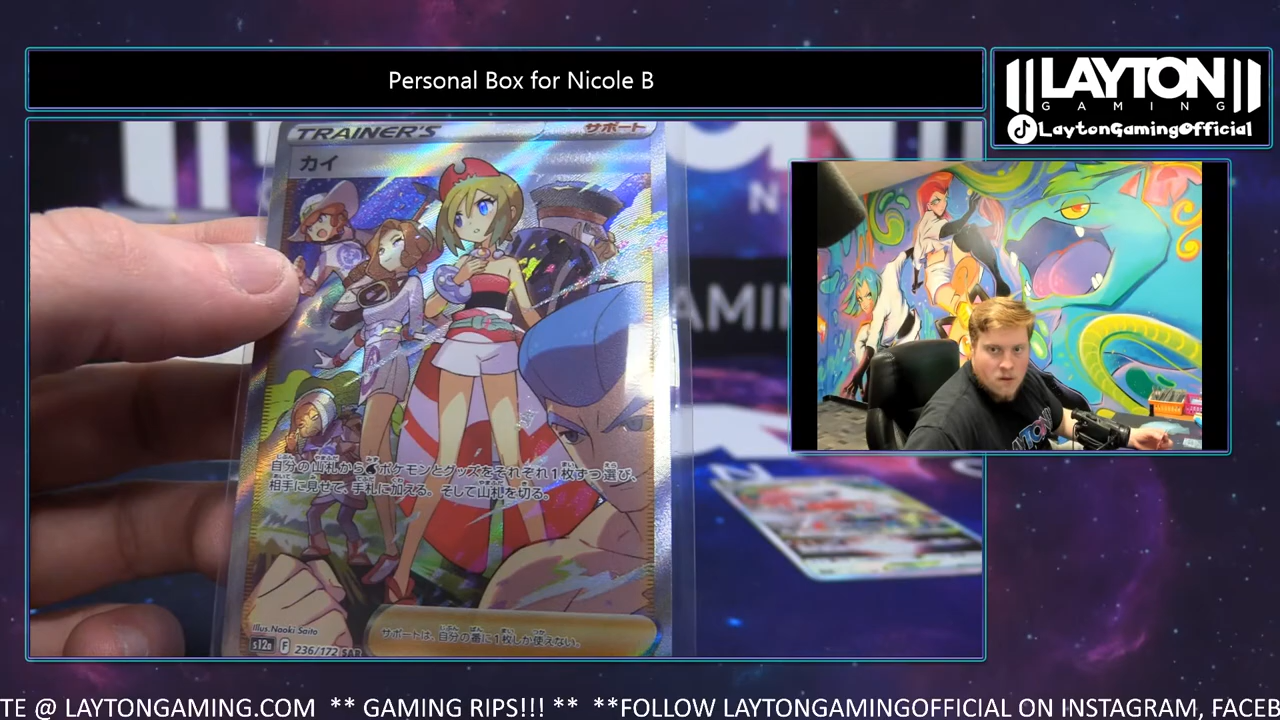 Personal Box for Nicole B
LAYTON
GAMING
LaytonGamingOfficial
TRAINER'S
サポート
カイ
自分の山札からポケモンとグッズをそれぞれ1枚ずつ選び、
相手に見せて、手札に加える。そして山札を切る。
Illus.Naoki Saito
サポートは、自分の番に1枚しか使えない。
s12a F 236/172 SAR
TE @ LAYTONGAMING.COM ** GAMING RIPS!!! ** **FOLLOW LAYTONGAMINGOFFICIAL ON INSTAGRAM, FACEB